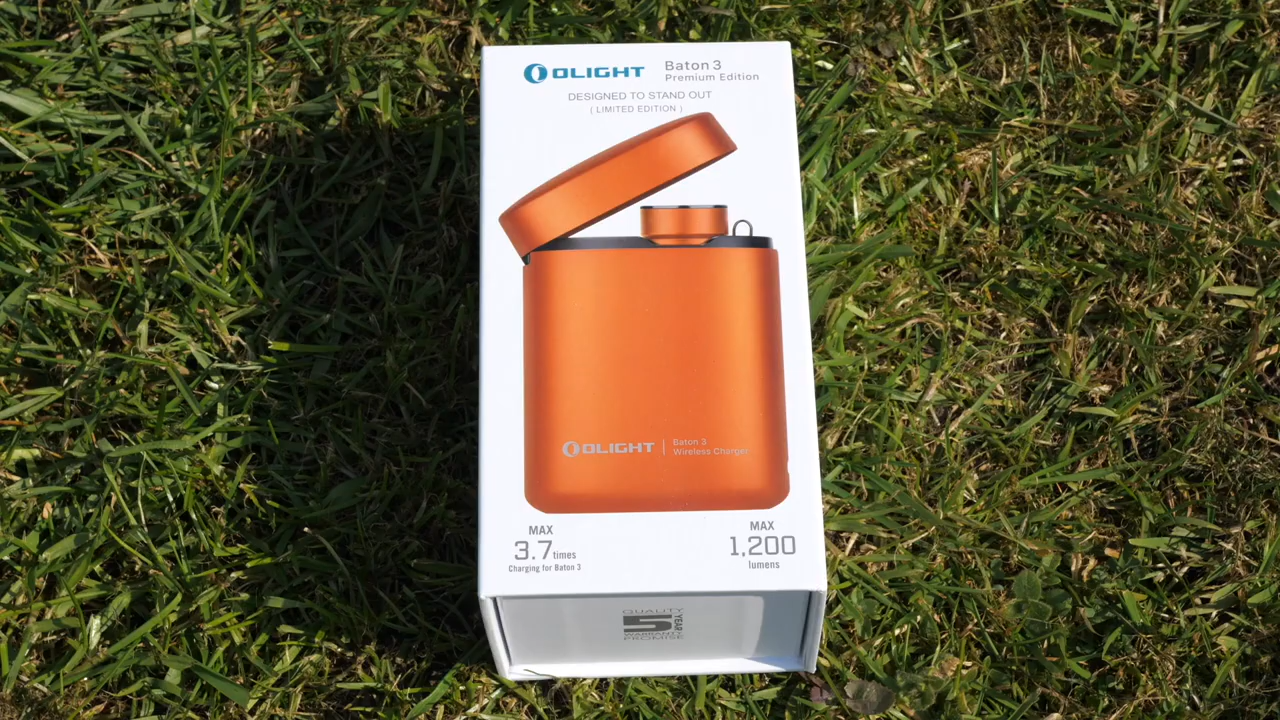 OLIGHT
Baton 3
Premium Edition
DESIGNED TO STAND OUT
( LIMITED EDITION )
OLIGHT
Baton 3
Wireless Charger
MAX
3.7 times
Charging for Baton 3
MAX
1,200
lumens
QUALITY
5 YEAR
WARRANTY
PROMISE